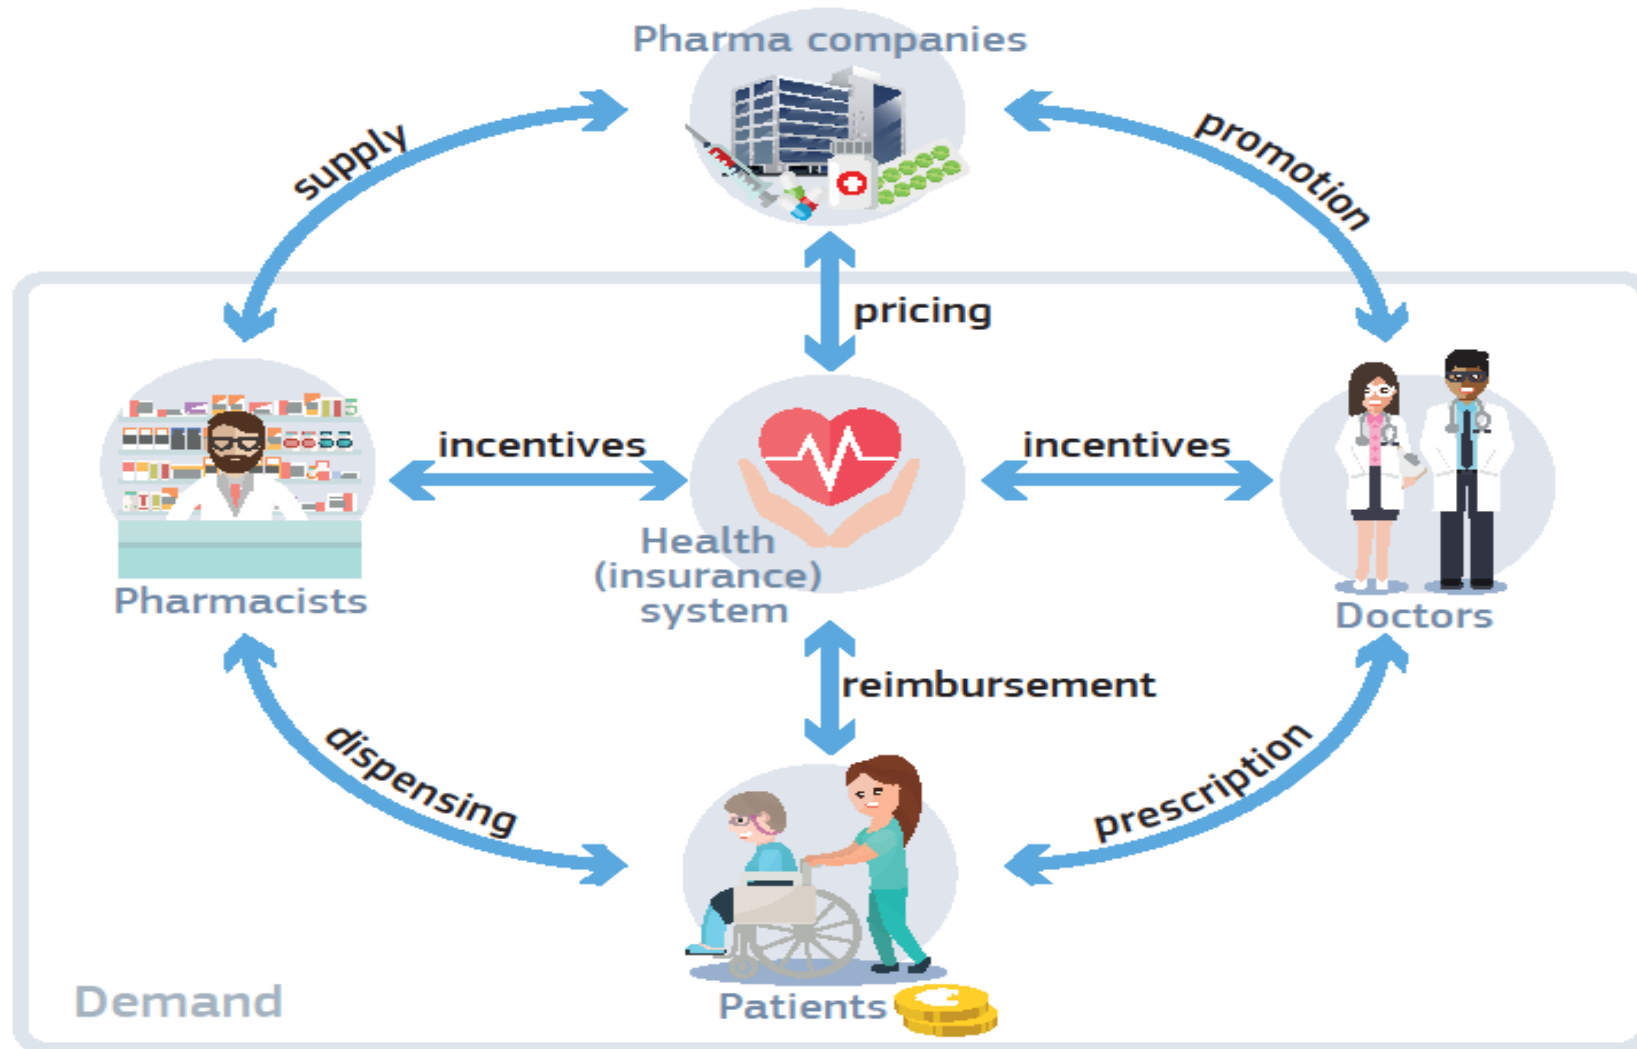 Pharma companies
supply
promotion
pricing
incentives
incentives
Health
(insurance)
system
Pharmacists
Doctors
reimbursement
dispensing
prescription
Patients
Demand